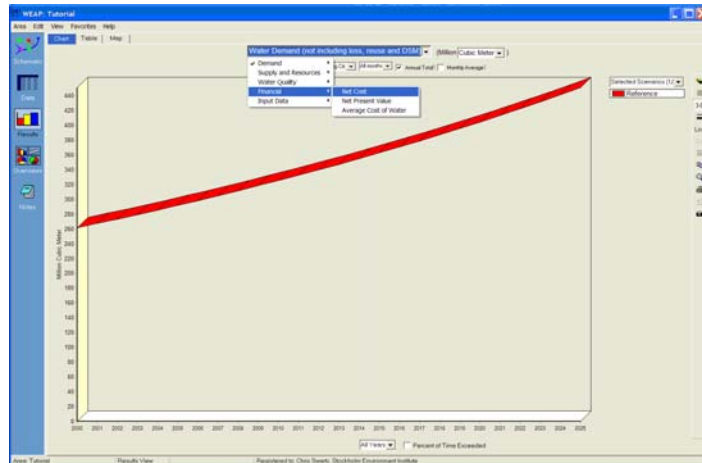 WEAP: Tutorial
Area Edit View Favorites Help
Chart Table Map
Water Demand (not including loss, reuse and DSM) (Million Cubic Meter)
Demand
Supply and Resources
Water Quality
Financial
Input Data
Net Cost
Net Present Value
Average Cost of Water
All months Annual Total Monthly Average
Schematic
Data
Results
Overviews
Notes
Selected Scenarios (12
Reference
Million Cubic Meter
440
420
400
380
360
340
320
300
280
260
240
220
200
180
160
140
120
100
80
60
40
20
0
2000 2001 2002 2003 2004 2005 2006 2007 2008 2009 2010 2011 2012 2013 2014 2015 2016 2017 2018 2019 2020 2021 2022 2023 2024 2025
All Years Percent of Time Exceeded
Area: Tutorial Results View Registered to: Chris Swartz, Stockholm Environment Institute